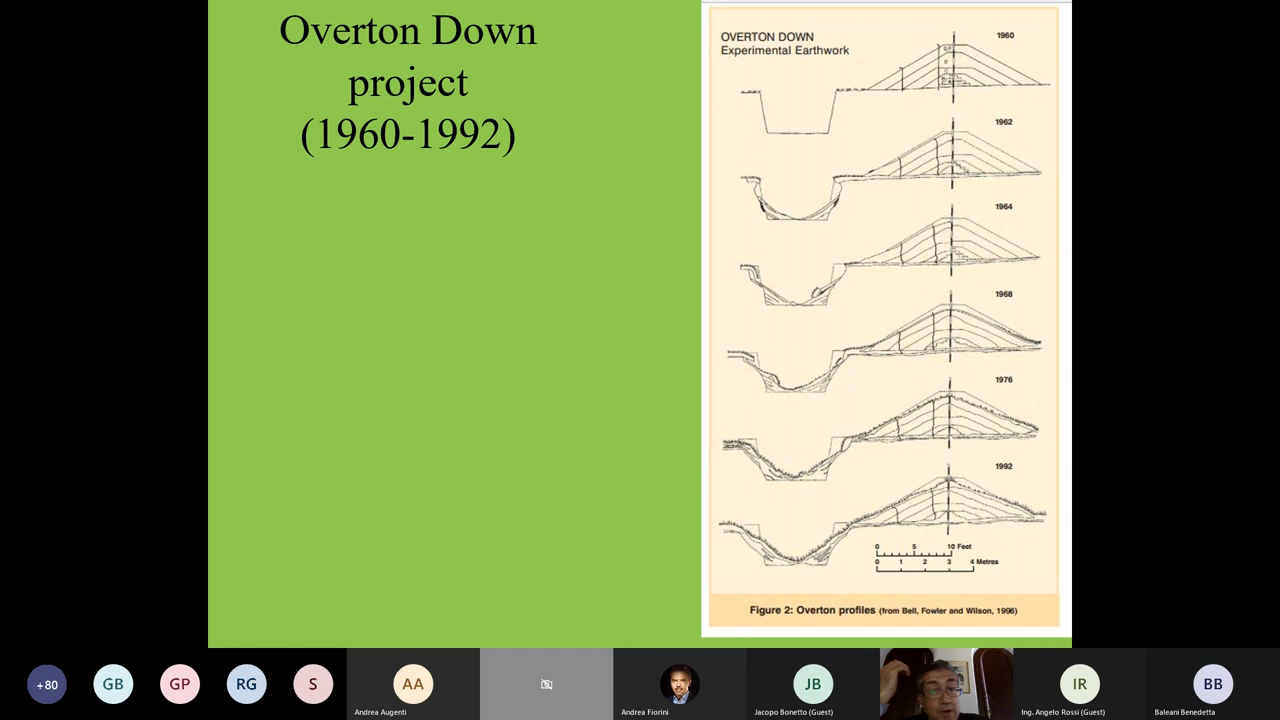 Overton Down
project
(1960-1992)
OVERTON DOWN
Experimental Earthwork
1960
1962
1964
1968
1976
1992
0 5 10 Feet
0 1 2 3 4 Metres
Figure 2: Overton profiles (from Bell, Fowler and Wilson, 1996)
+80
GB
GP
RG
S
AA
Andrea Augenti
Andrea Fiorini
JB
Jacopo Bonetto (Guest)
IR
Ing. Angelo Rossi (Guest)
BB
Baleani Benedetta